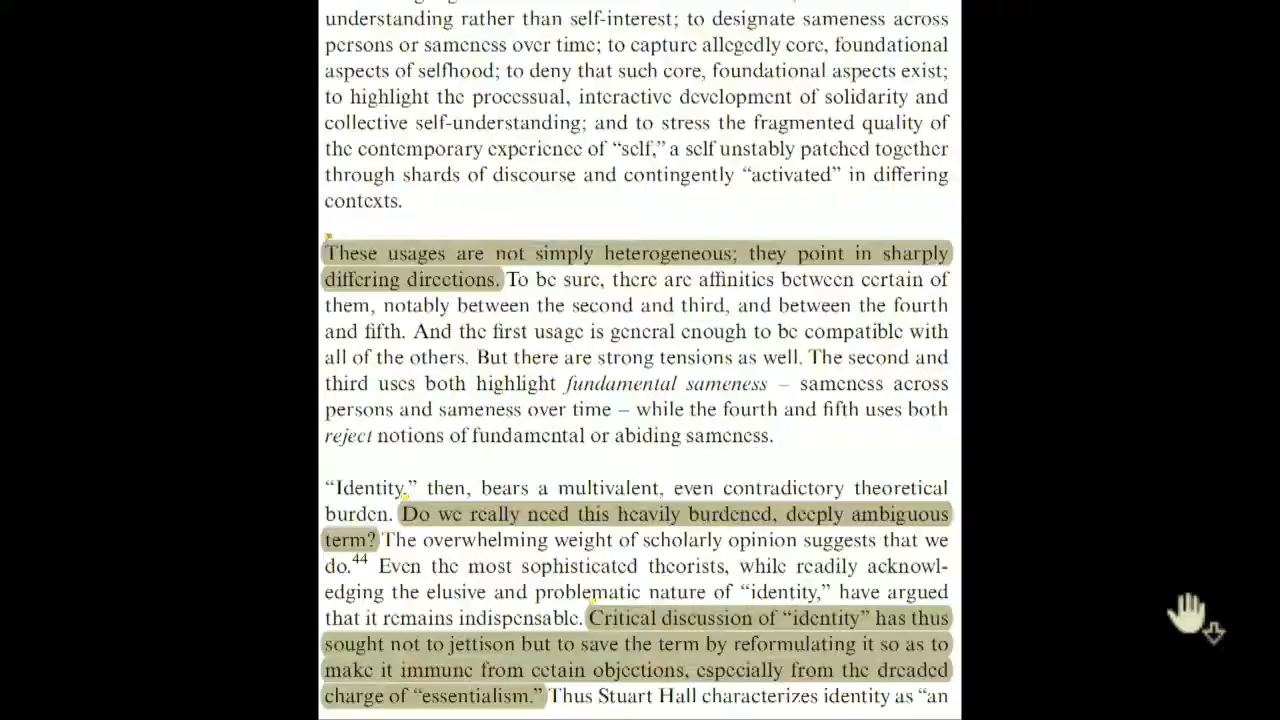 understanding rather than self-interest; to designate sameness across
persons or sameness over time; to capture allegedly core, foundational
aspects of selfhood; to deny that such core, foundational aspects exist;
to highlight the processual, interactive development of solidarity and
collective self-understanding; and to stress the fragmented quality of
the contemporary experience of “self,” a self unstably patched together
through shards of discourse and contingently “activated” in differing
contexts.
These usages are not simply heterogeneous; they point in sharply
differing directions. To be sure, there are affinities between certain of
them, notably between the second and third, and between the fourth
and fifth. And the first usage is general enough to be compatible with
all of the others. But there are strong tensions as well. The second and
third uses both highlight fundamental sameness – sameness across
persons and sameness over time – while the fourth and fifth uses both
reject notions of fundamental or abiding sameness.
“Identity,” then, bears a multivalent, even contradictory theoretical
burden. Do we really need this heavily burdened, deeply ambiguous
term? The overwhelming weight of scholarly opinion suggests that we
do.44 Even the most sophisticated theorists, while readily acknowl-
edging the elusive and problematic nature of “identity,” have argued
that it remains indispensable. Critical discussion of “identity” has thus
sought not to jettison but to save the term by reformulating it so as to
make it immune from cetain objections, especially from the dreaded
charge of “essentialism.” Thus Stuart Hall characterizes identity as “an